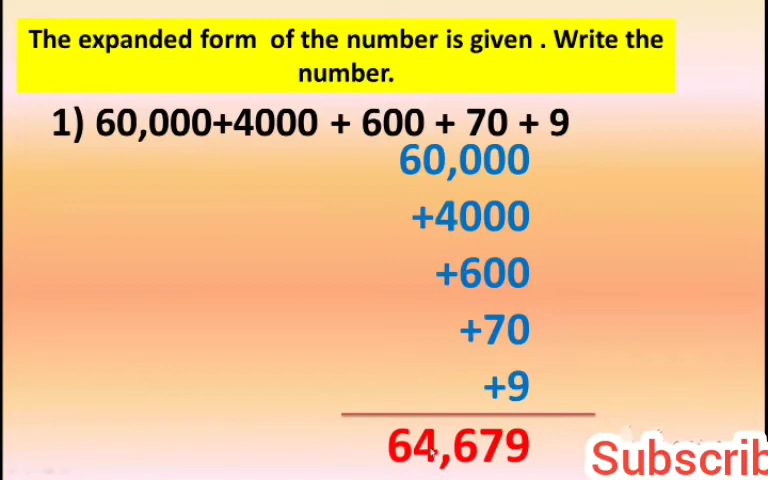 The expanded form of the number is given . Write the
number.
1) 60,000+4000 + 600 + 70 + 9
60,000
+4000
+600
+70
+9
64,679
Subscrib